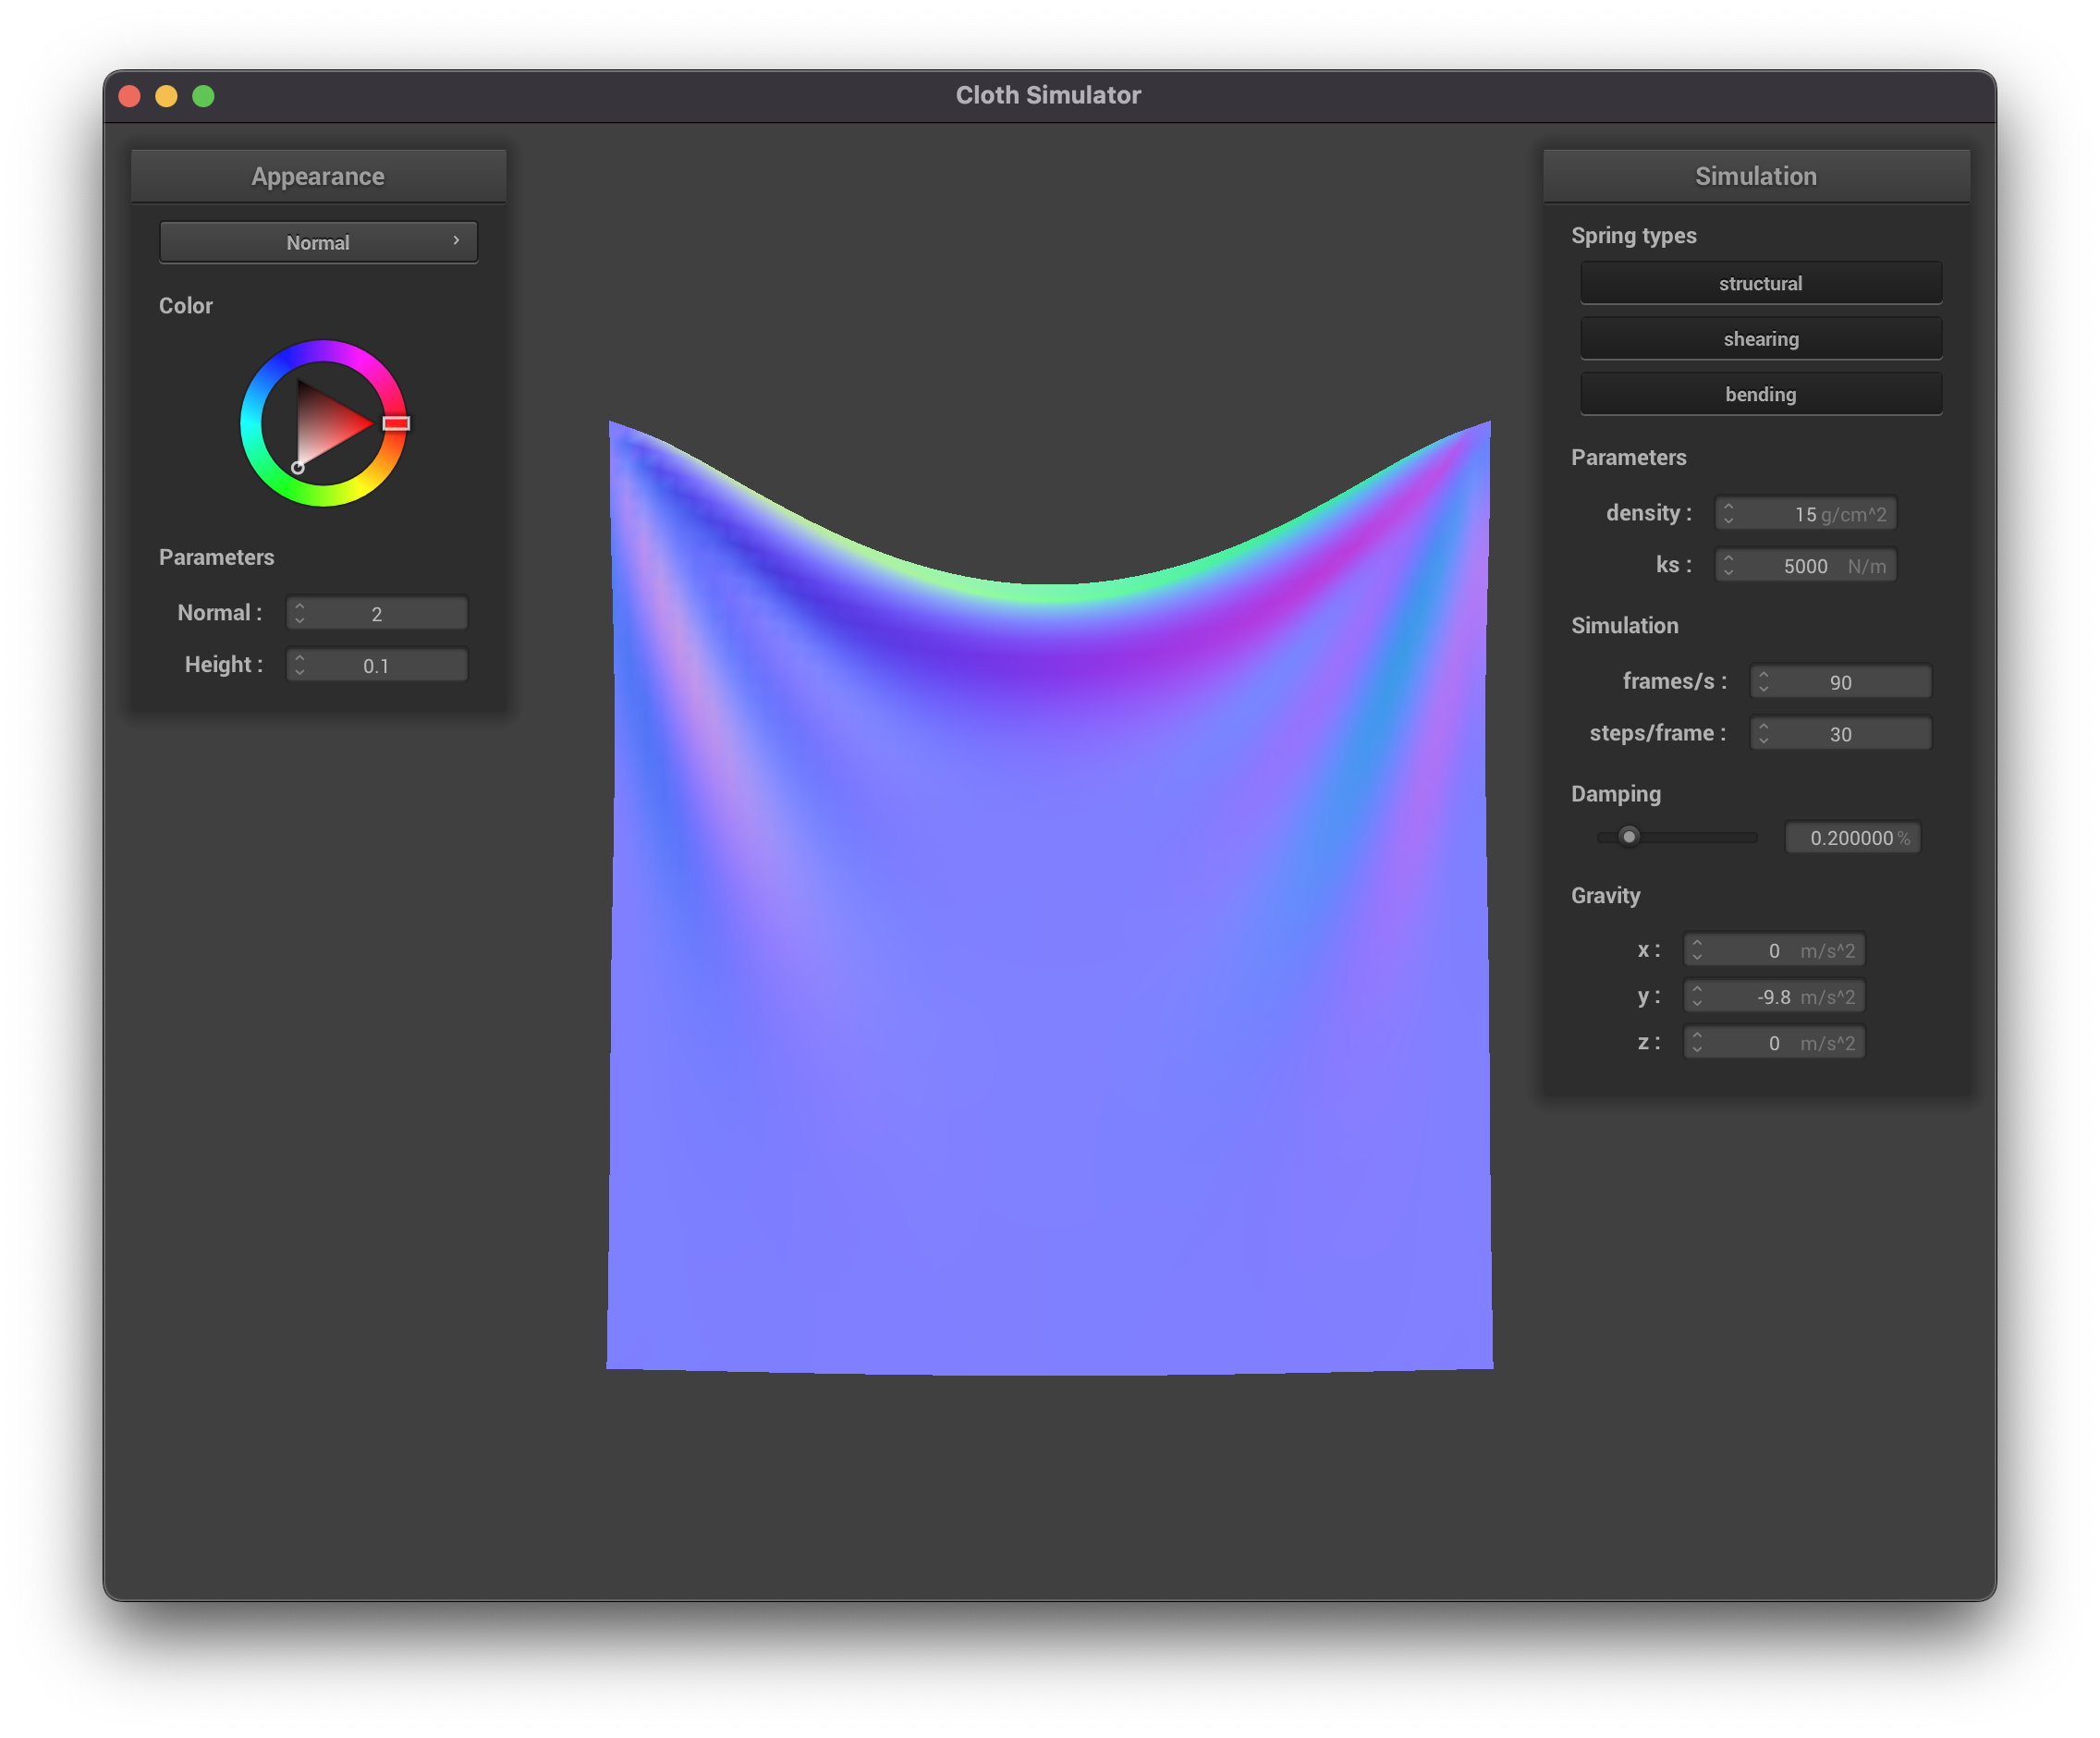 Cloth Simulator
Appearance
Normal
Color
Parameters
Normal : 2
Height : 0.1
Simulation
Spring types
structural
shearing
bending
Parameters
density : 15 g/cm^2
ks : 5000 N/m
Simulation
frames/s : 90
steps/frame : 30
Damping
0.200000 %
Gravity
x : 0 m/s^2
y : -9.8 m/s^2
z : 0 m/s^2